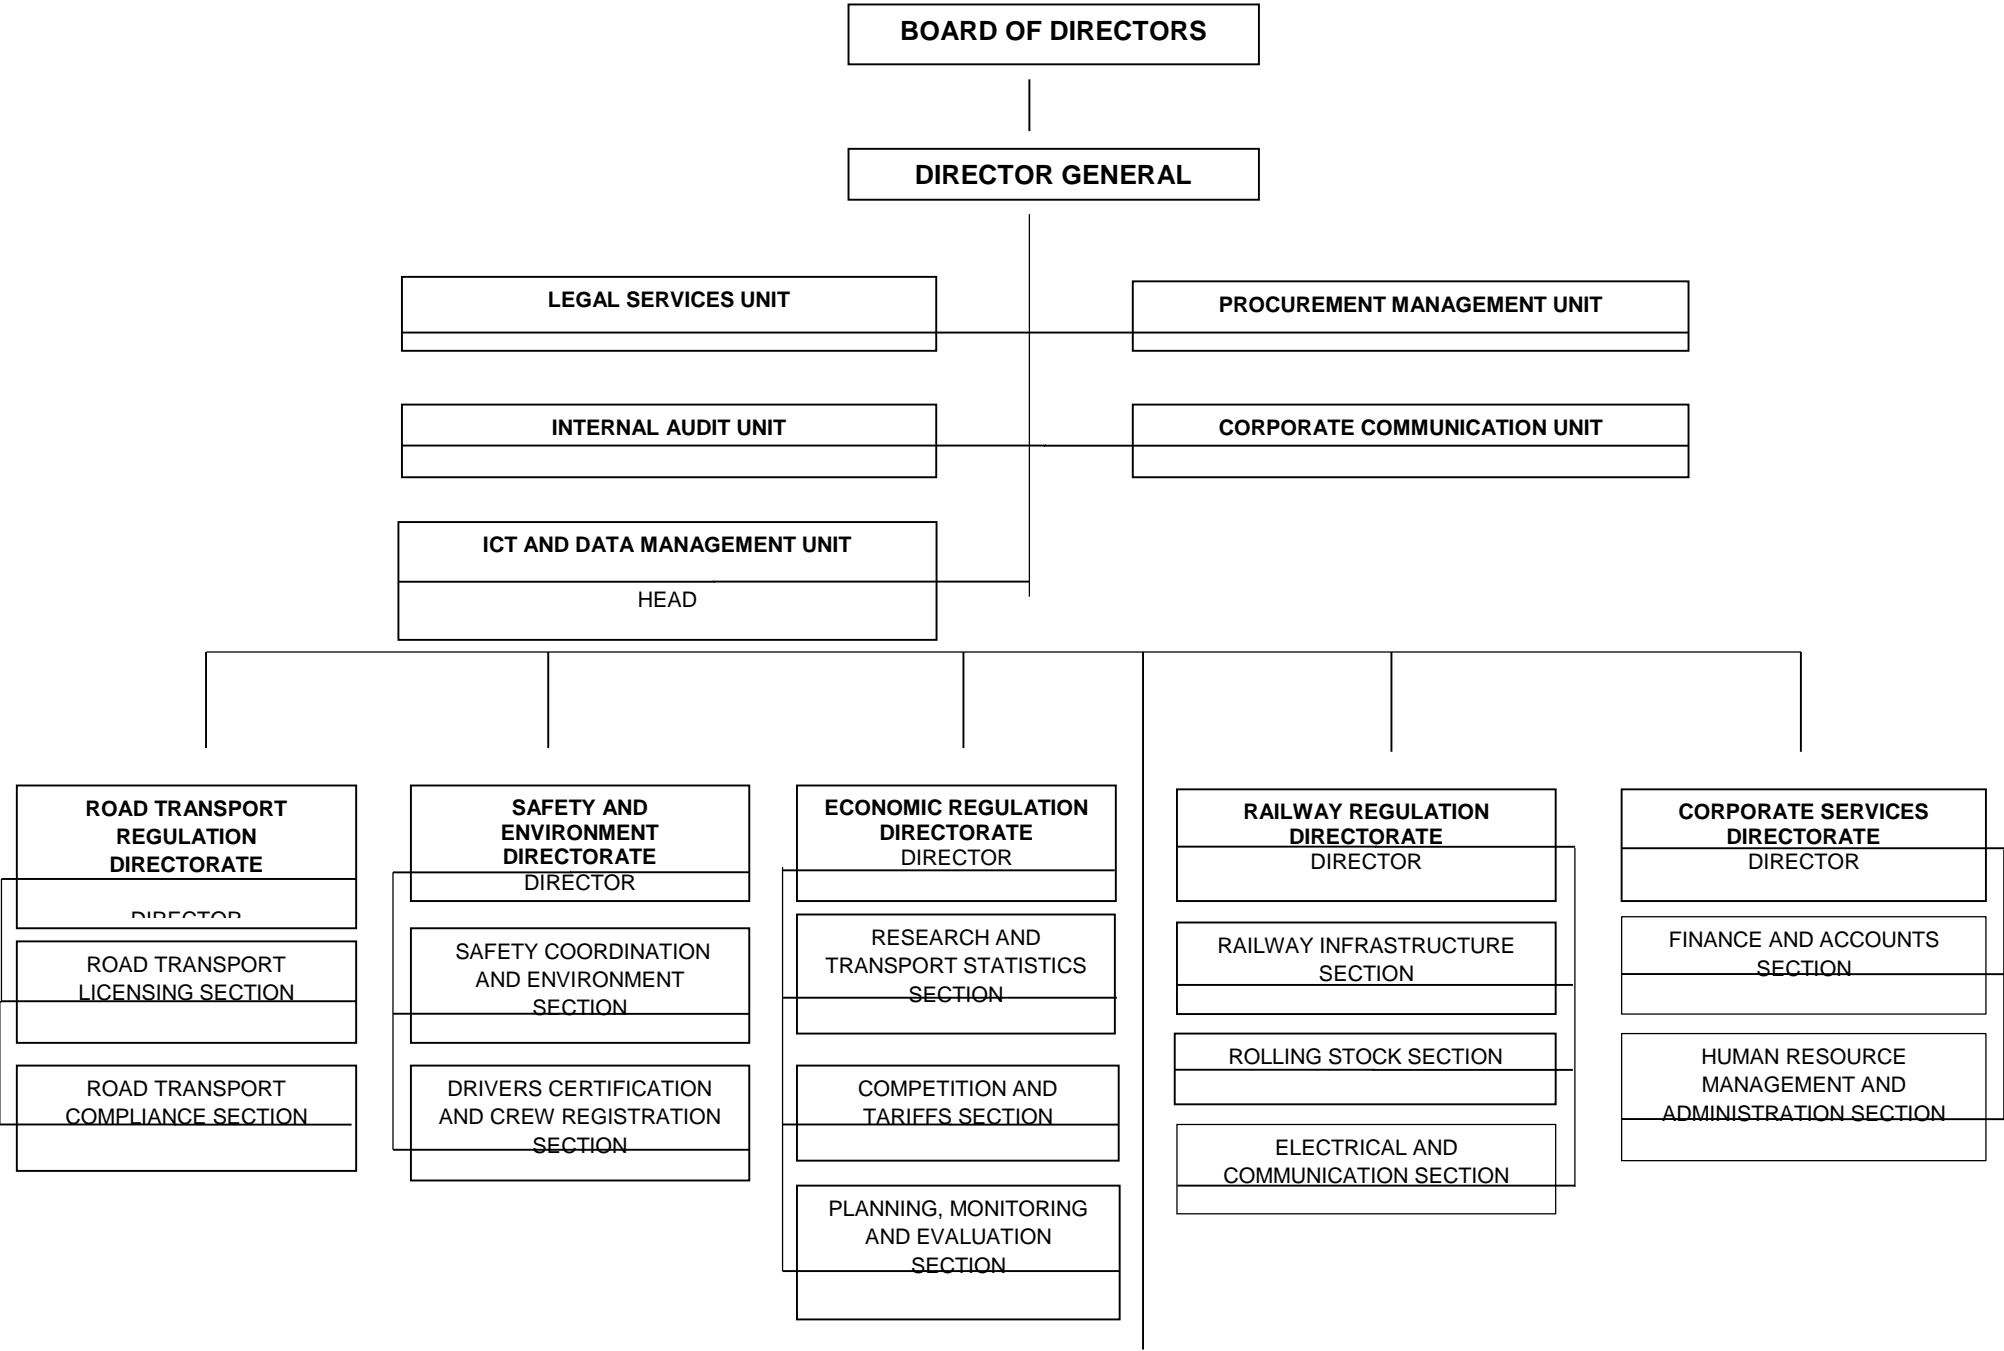 BOARD OF DIRECTORS
DIRECTOR GENERAL
LEGAL SERVICES UNIT
PROCUREMENT MANAGEMENT UNIT
INTERNAL AUDIT UNIT
CORPORATE COMMUNICATION UNIT
ICT AND DATA MANAGEMENT UNIT
HEAD
ROAD TRANSPORT
REGULATION
DIRECTORATE
DIRECTOR
ROAD TRANSPORT
LICENSING SECTION
ROAD TRANSPORT
COMPLIANCE SECTION
SAFETY AND
ENVIRONMENT
DIRECTORATE
DIRECTOR
SAFETY COORDINATION
AND ENVIRONMENT
SECTION
DRIVERS CERTIFICATION
AND CREW REGISTRATION
SECTION
ECONOMIC REGULATION
DIRECTORATE
DIRECTOR
RESEARCH AND
TRANSPORT STATISTICS
SECTION
COMPETITION AND
TARIFFS SECTION
PLANNING, MONITORING
AND EVALUATION
SECTION
RAILWAY REGULATION
DIRECTORATE
DIRECTOR
RAILWAY INFRASTRUCTURE
SECTION
ROLLING STOCK SECTION
ELECTRICAL AND
COMMUNICATION SECTION
CORPORATE SERVICES
DIRECTORATE
DIRECTOR
FINANCE AND ACCOUNTS
SECTION
HUMAN RESOURCE
MANAGEMENT AND
ADMINISTRATION SECTION